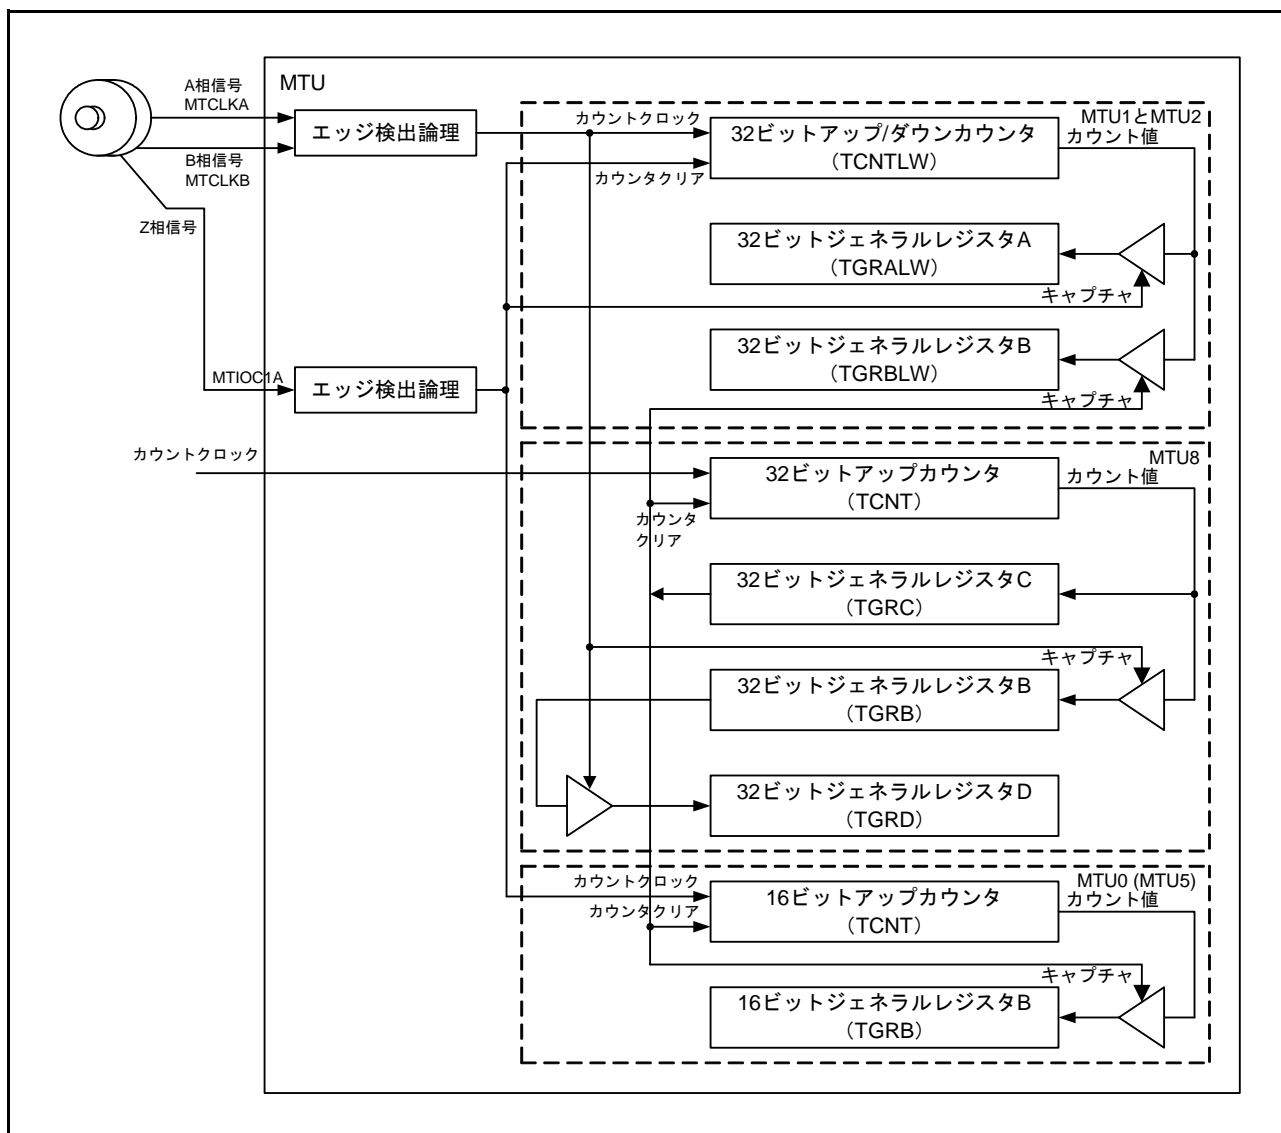 MTU
A相信号
MTCLKA
B相信号
MTCLKB
Z相信号
MTIOC1A
エッジ検出論理
エッジ検出論理
カウントクロック
カウンタクリア
MTU1とMTU2
カウント値
32ビットアップ/ダウンカウンタ
（TCNTLW）
32ビットジェネラルレジスタA
（TGRALW）
キャプチャ
32ビットジェネラルレジスタB
（TGRBLW）
キャプチャ
カウントクロック
MTU8
カウント値
32ビットアップカウンタ
（TCNT）
カウンタ
クリア
32ビットジェネラルレジスタC
（TGRC）
キャプチャ
32ビットジェネラルレジスタB
（TGRB）
32ビットジェネラルレジスタD
（TGRD）
カウントクロック
カウンタクリア
MTU0 (MTU5)
カウント値
16ビットアップカウンタ
（TCNT）
キャプチャ
16ビットジェネラルレジスタB
（TGRB）